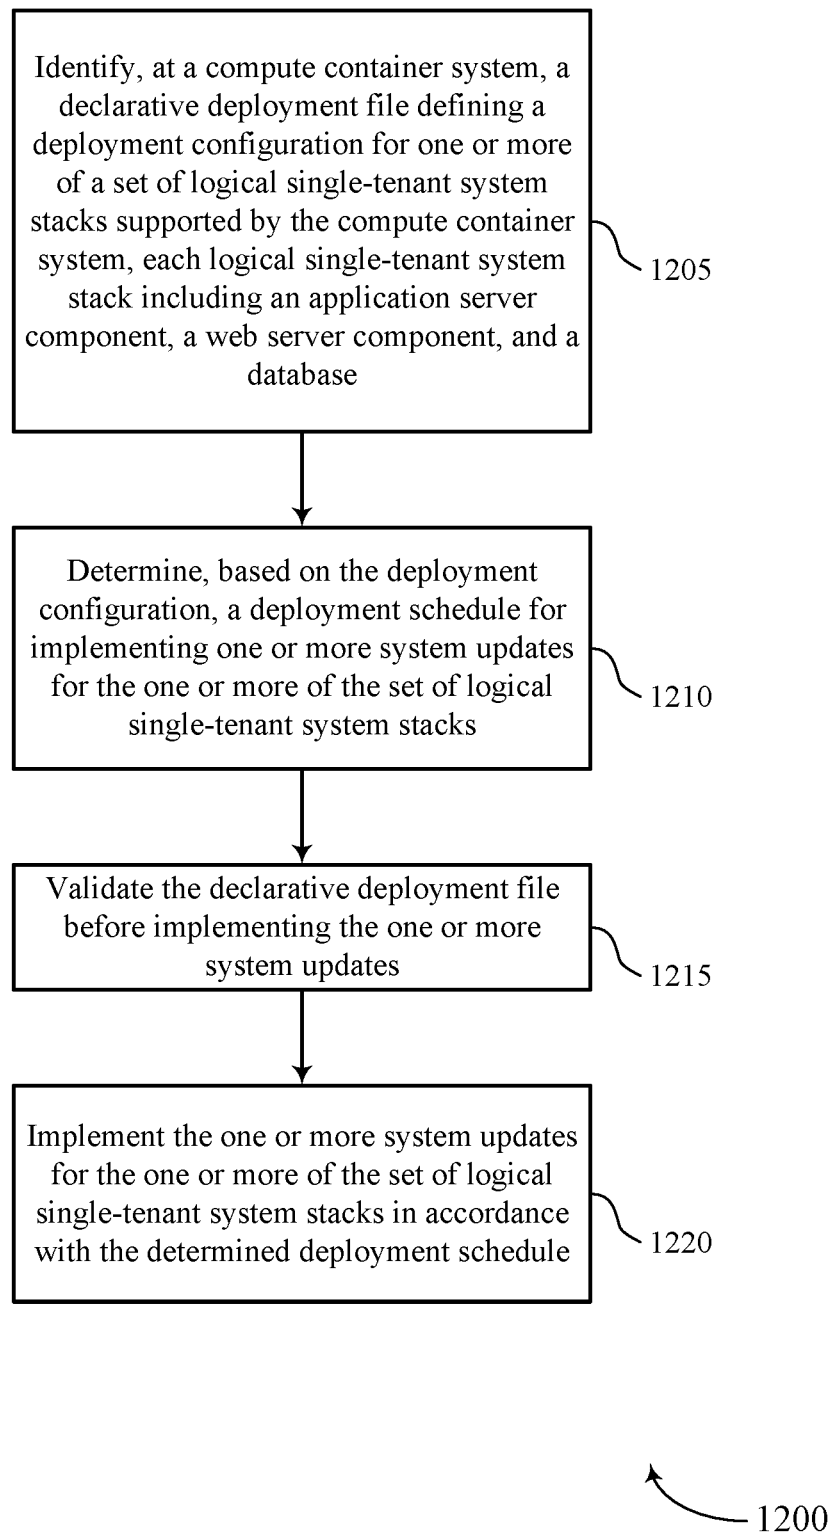 Identify, at a compute container system, a
declarative deployment file defining a
deployment configuration for one or more
of a set of logical single-tenant system
stacks supported by the compute container
system, each logical single-tenant system
stack including an application server
component, a web server component, and a
database
1205
Determine, based on the deployment
configuration, a deployment schedule for
implementing one or more system updates
for the one or more of the set of logical
single-tenant system stacks
1210
Validate the declarative deployment file
before implementing the one or more
system updates
1215
Implement the one or more system updates
for the one or more of the set of logical
single-tenant system stacks in accordance
with the determined deployment schedule
1220
1200